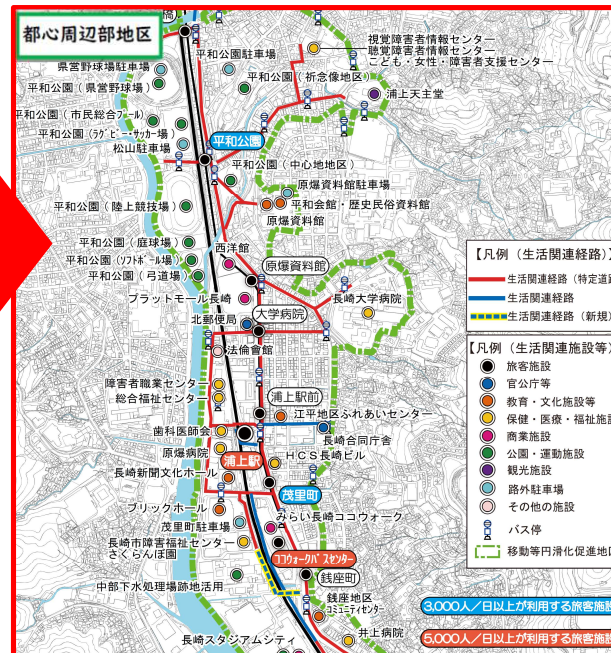 都心周辺部地区
平和公園駐車場
視覚障害者情報センター
聴覚障害者情報センター
こども・女性・障害者支援センター
県営野球場駐車場
平和公園(祈念像地区)
平和公園(県営野球場)
浦上天主堂
平和公園(市民総合プール)
平和公園(ラグビー・サッカー場)
平和公園
松山駐車場
平和公園(中心地地区)
原爆資料館駐車場
平和公園(陸上競技場)
平和会館・歴史民俗資料館
原爆資料館
平和公園(庭球場)
西洋館
平和公園(ソフトボール場)
原爆資料館
平和公園(弓道場)
プラットモール長崎
長崎大学病院
北郵便局
大学病院
法倫會館
障害者職業センター
総合福祉センター
浦上駅前
江平地区ふれあいセンター
歯科医師会
長崎合同庁舎
原爆病院
HCS長崎ビル
浦上駅
長崎新聞文化ホール
茂里町
ブリックホール
みらい長崎ココウォーク
茂里町駐車場
長崎市障害福祉センター
さくらんぼ園
ココウォークバスセンター
銭座町
中部下水処理場跡地活用
銭座地区
コミュニティセンター
井上病院
長崎スタジアムシティ
【凡例(生活関連経路)】
生活関連経路(特定道路
生活関連経路
生活関連経路(新規)
【凡例(生活関連施設等)
旅客施設
官公庁等
教育・文化施設等
保健・医療・福祉施設
商業施設
公園・運動施設
観光施設
路外駐車場
その他の施設
バス停
移動等円滑化促進地区
3,000人/日以上が利用する旅客施設
5,000人/日以上が利用する旅客施設